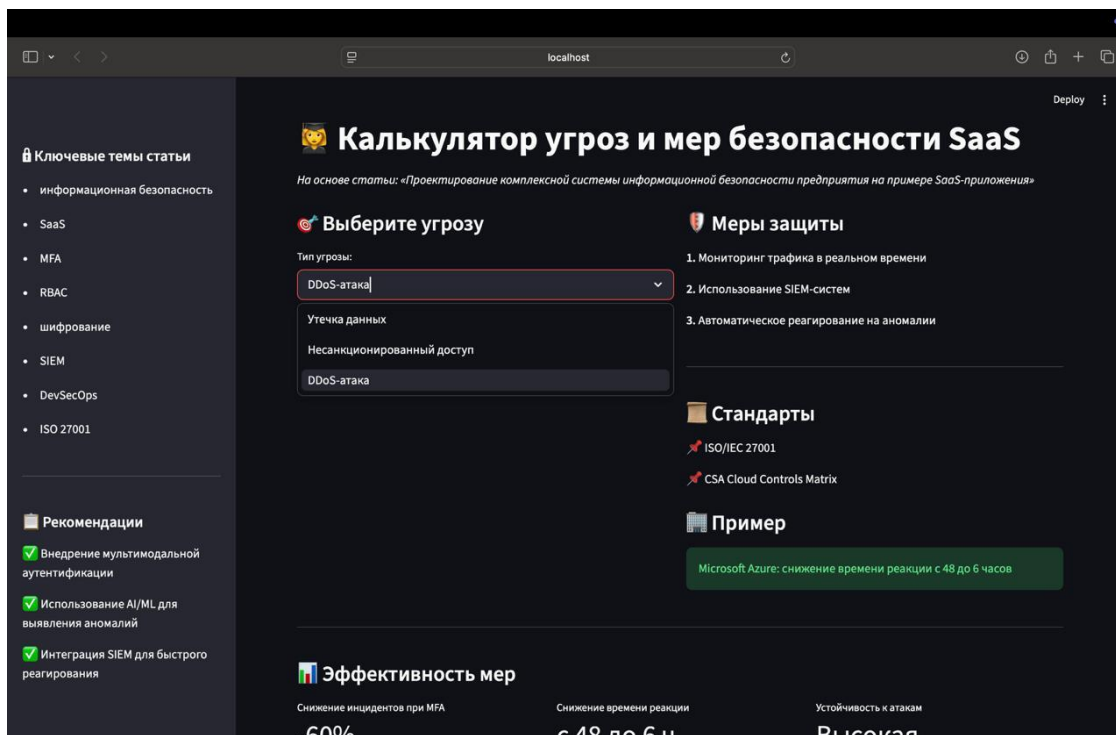 localhost
Deploy
Ключевые темы статьи
информационная безопасность
SaaS
MFA
RBAC
шифрование
SIEM
DevSecOps
ISO 27001
Рекомендации
Внедрение мультимодальной
аутентификации
Использование AI/ML для
выявления аномалий
Интеграция SIEM для быстрого
реагирования
Калькулятор угроз и мер безопасности SaaS
На основе статьи: «Проектирование комплексной системы информационной безопасности предприятия на примере SaaS-приложения»
Выберите угрозу
Тип угрозы:
DDoS-атака
Утечка данных
Несанкционированный доступ
DDoS-атака
Меры защиты
1. Мониторинг трафика в реальном времени
2. Использование SIEM-систем
3. Автоматическое реагирование на аномалии
Стандарты
ISO/IEC 27001
CSA Cloud Controls Matrix
Пример
Microsoft Azure: снижение времени реакции с 48 до 6 часов
Эффективность мер
Снижение инцидентов при MFA
Снижение времени реакции
Устойчивость к атакам
60%
с 48 до 6 ч
Высокая